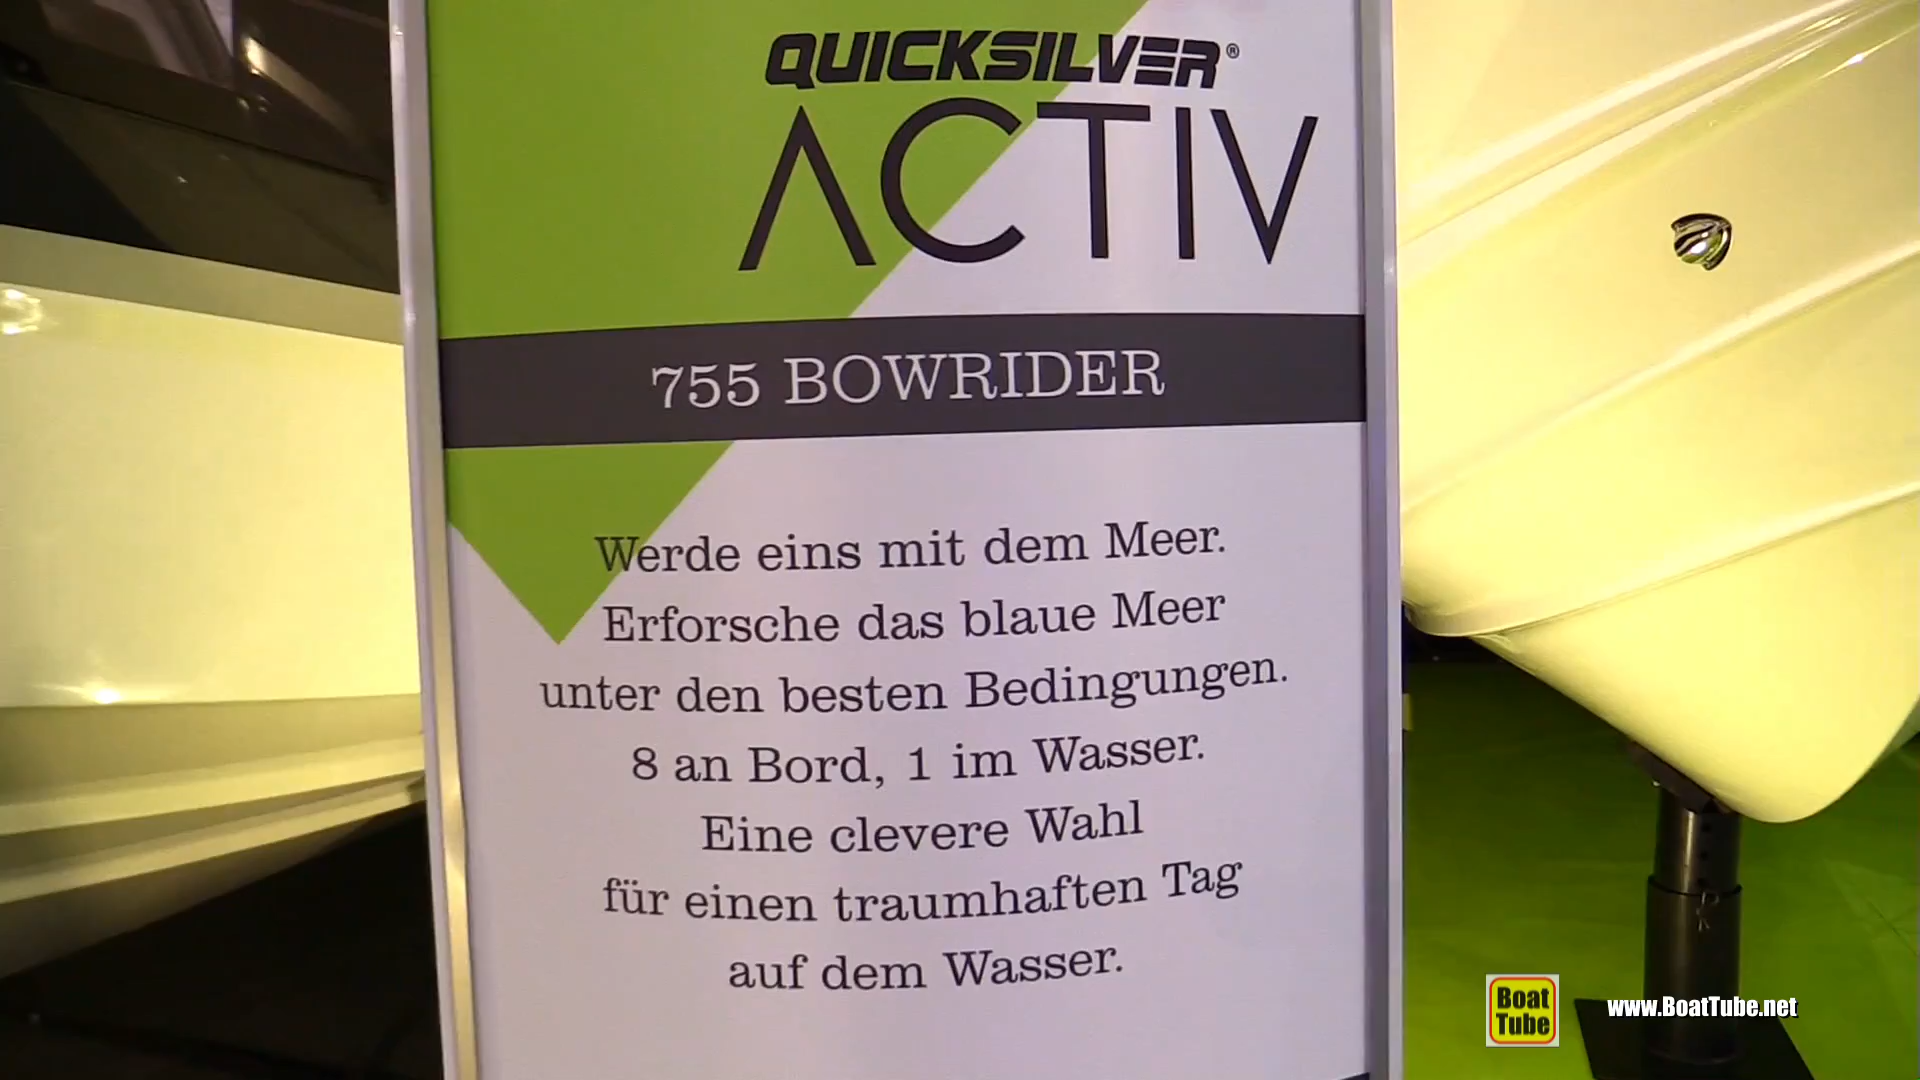 QUICKSILVER®
ACTIV
755 BOWRIDER
Werde eins mit dem Meer.
Erforsche das blaue Meer
unter den besten Bedingungen.
8 an Bord, 1 im Wasser.
Eine clevere Wahl
für einen traumhaften Tag
auf dem Wasser.
Boat
Tube
www.BoatTube.net